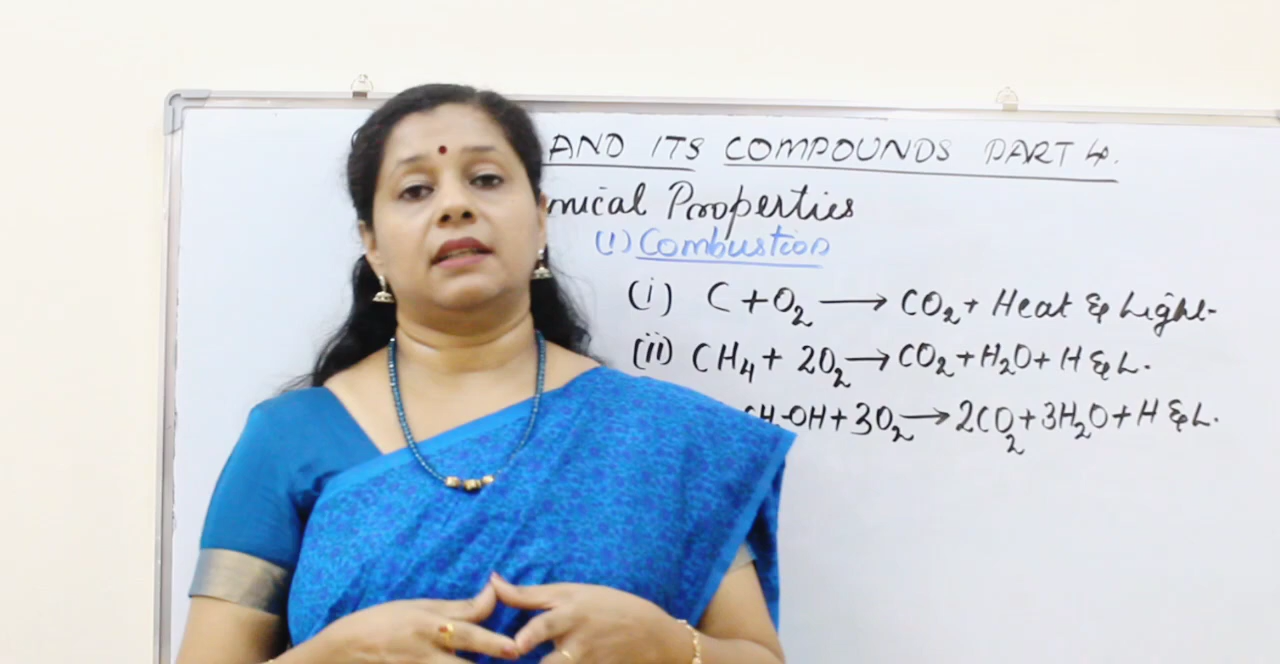 AND ITS COMPOUNDS PART 4.
mical Properties
(1) Combustion
(i) C + O₂ → CO₂ + Heat & Light
(ii) CH₄ + 2O₂ → CO₂ + H₂O + H & L.
OH + 3O₂ → 2CO₂ + 3H₂O + H & L.